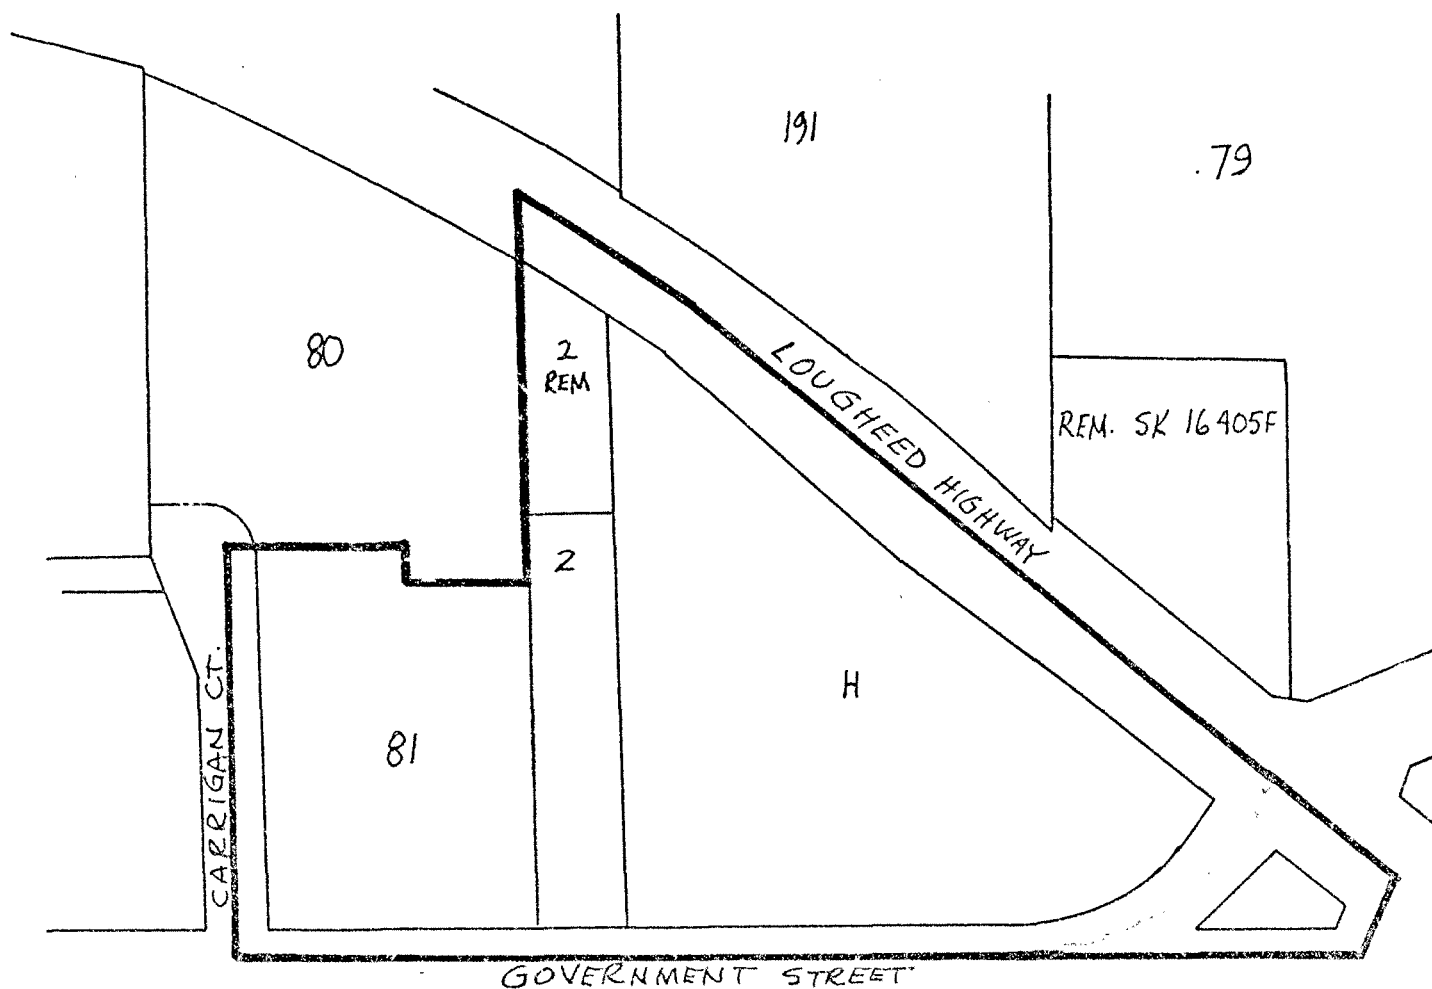 191
79
80
2
REM
LOUGHEED HIGHWAY
REM. SK 16405F
2
H
81
CARRIGAN CT.
GOVERNMENT STREET